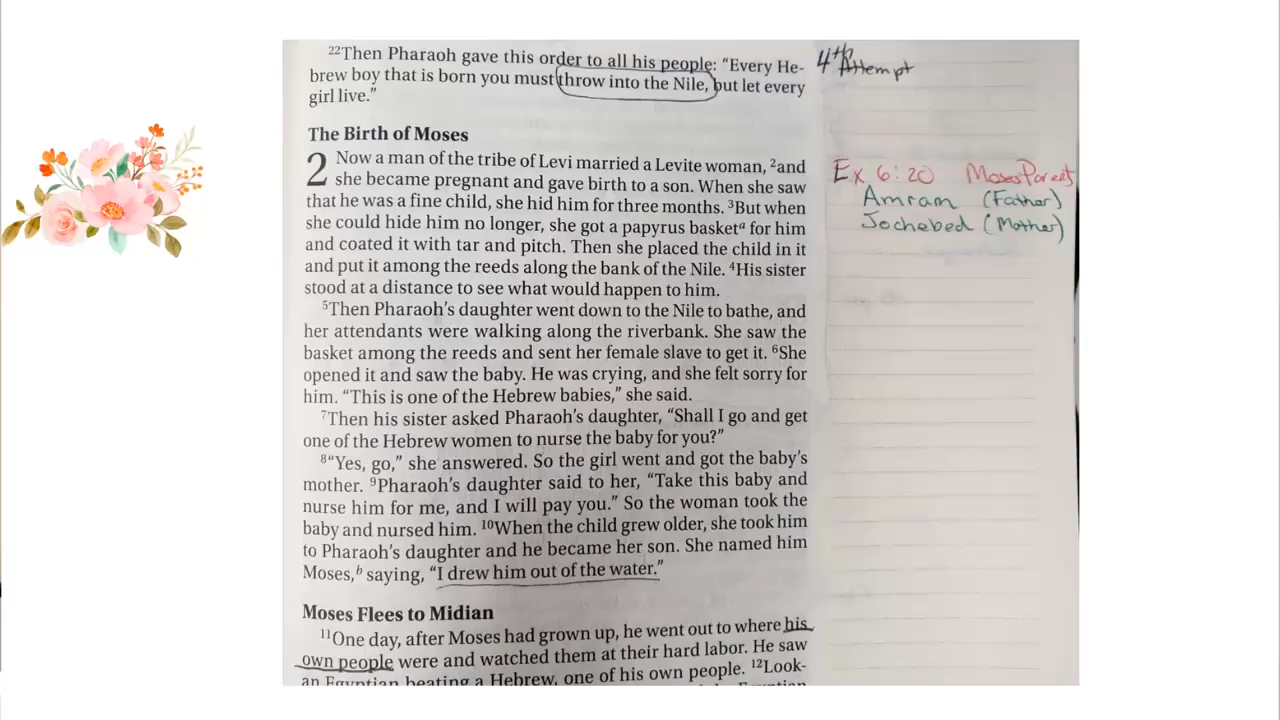 22Then Pharaoh gave this order to all his people: “Every He-
brew boy that is born you must throw into the Nile, but let every
girl live.”
4th Attempt
The Birth of Moses
2 Now a man of the tribe of Levi married a Levite woman, 2and
she became pregnant and gave birth to a son. When she saw
that he was a fine child, she hid him for three months. 3But when
she could hide him no longer, she got a papyrus basketa for him
and coated it with tar and pitch. Then she placed the child in it
and put it among the reeds along the bank of the Nile. 4His sister
stood at a distance to see what would happen to him.
Ex 6:20 Moses Parents
Amram (Father)
Jochebed (Mother)
5Then Pharaoh’s daughter went down to the Nile to bathe, and
her attendants were walking along the riverbank. She saw the
basket among the reeds and sent her female slave to get it. 6She
opened it and saw the baby. He was crying, and she felt sorry for
him. “This is one of the Hebrew babies,” she said.
7Then his sister asked Pharaoh’s daughter, “Shall I go and get
one of the Hebrew women to nurse the baby for you?”
8“Yes, go,” she answered. So the girl went and got the baby’s
mother. 9Pharaoh’s daughter said to her, “Take this baby and
nurse him for me, and I will pay you.” So the woman took the
baby and nursed him. 10When the child grew older, she took him
to Pharaoh’s daughter and he became her son. She named him
Moses,b saying, “I drew him out of the water.”
Moses Flees to Midian
11One day, after Moses had grown up, he went out to where his
own people were and watched them at their hard labor. He saw
an Egyptian beating a Hebrew, one of his own people. 12Look-